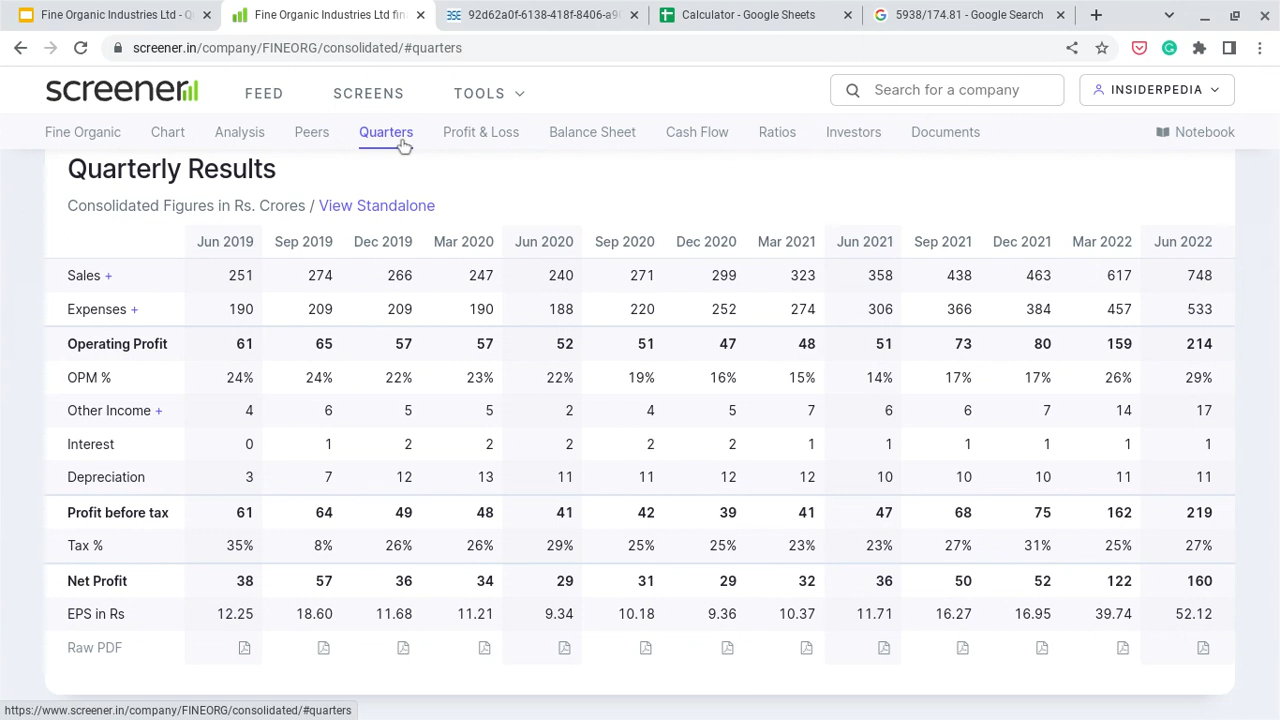 Fine Organic Industries Ltd - Q
Fine Organic Industries Ltd fin
92d62a0f-6138-418f-8406-a9f
Calculator - Google Sheets
5938/174.81 - Google Search
screener.in/company/FINEORG/consolidated/#quarters
screener
FEED SCREENS TOOLS
Search for a company
INSIDERPEDIA
Fine Organic Chart Analysis Peers Quarters Profit & Loss Balance Sheet Cash Flow Ratios Investors Documents Notebook
Quarterly Results
Consolidated Figures in Rs. Crores / View Standalone
Jun 2019 Sep 2019 Dec 2019 Mar 2020 Jun 2020 Sep 2020 Dec 2020 Mar 2021 Jun 2021 Sep 2021 Dec 2021 Mar 2022 Jun 2022
Sales + 251 274 266 247 240 271 299 323 358 438 463 617 748
Expenses + 190 209 209 190 188 220 252 274 306 366 384 457 533
Operating Profit 61 65 57 57 52 51 47 48 51 73 80 159 214
OPM % 24% 24% 22% 23% 22% 19% 16% 15% 14% 17% 17% 26% 29%
Other Income + 4 6 5 5 2 4 5 7 6 6 7 14 17
Interest 0 1 2 2 2 2 2 1 1 1 1 1 1
Depreciation 3 7 12 13 11 11 12 12 10 10 10 11 11
Profit before tax 61 64 49 48 41 42 39 41 47 68 75 162 219
Tax % 35% 8% 26% 26% 29% 25% 25% 23% 23% 27% 31% 25% 27%
Net Profit 38 57 36 34 29 31 29 32 36 50 52 122 160
EPS in Rs 12.25 18.60 11.68 11.21 9.34 10.18 9.36 10.37 11.71 16.27 16.95 39.74 52.12
Raw PDF
https://www.screener.in/company/FINEORG/consolidated/#quarters